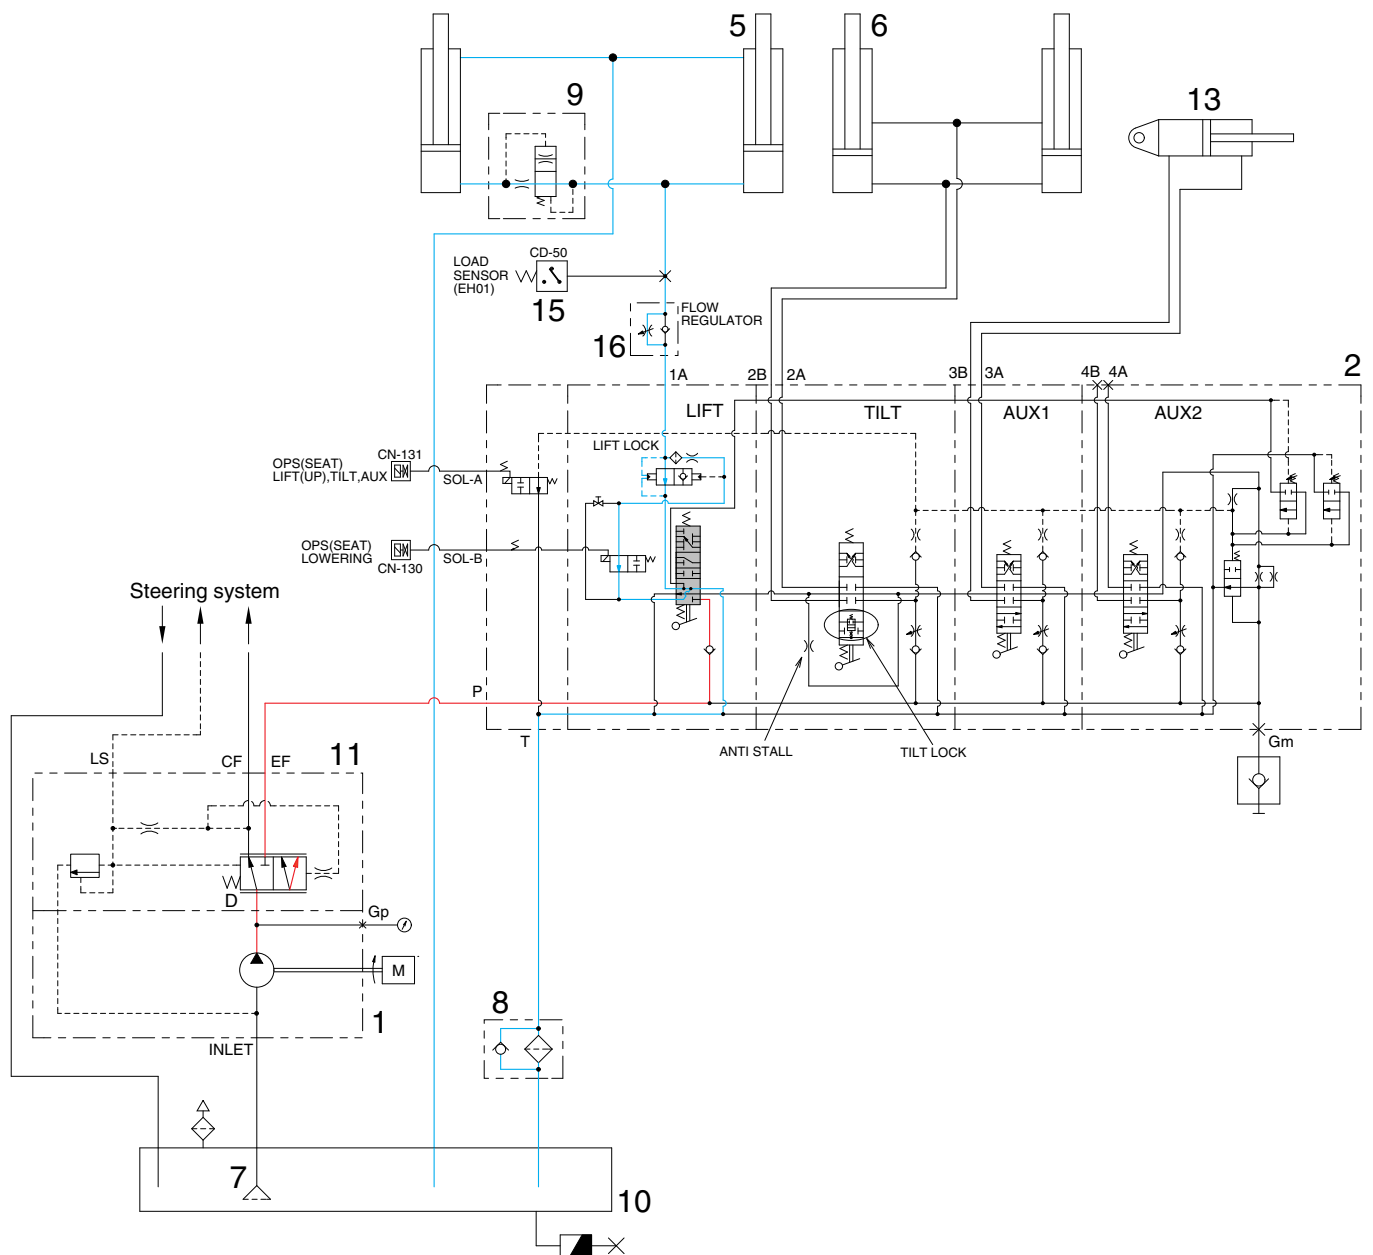 5
6
9
13
CD-50
LOAD
SENSOR
(EH01)
15
FLOW
REGULATOR
16
1A
2B
2A
3B
3A
4B
4A
2
LIFT
TILT
AUX1
AUX2
LIFT LOCK
CN-131
OPS(SEAT)
LIFT(UP),TILT,AUX
SOL-A
OPS(SEAT)
LOWERING
CN-130
SOL-B
Steering system
P
T
ANTI STALL
TILT LOCK
Gm
LS
CF
EF
11
D
Gp
M
1
INLET
8
7
10